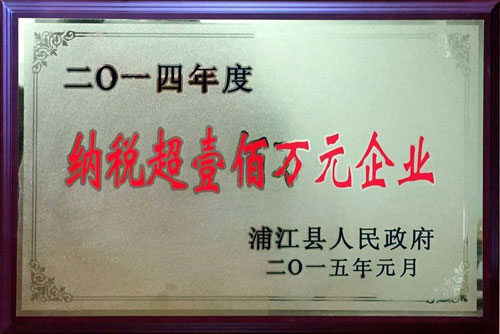 二〇一四年度
纳税超壹佰万元企业
浦江县人民政府
二〇一五年元月